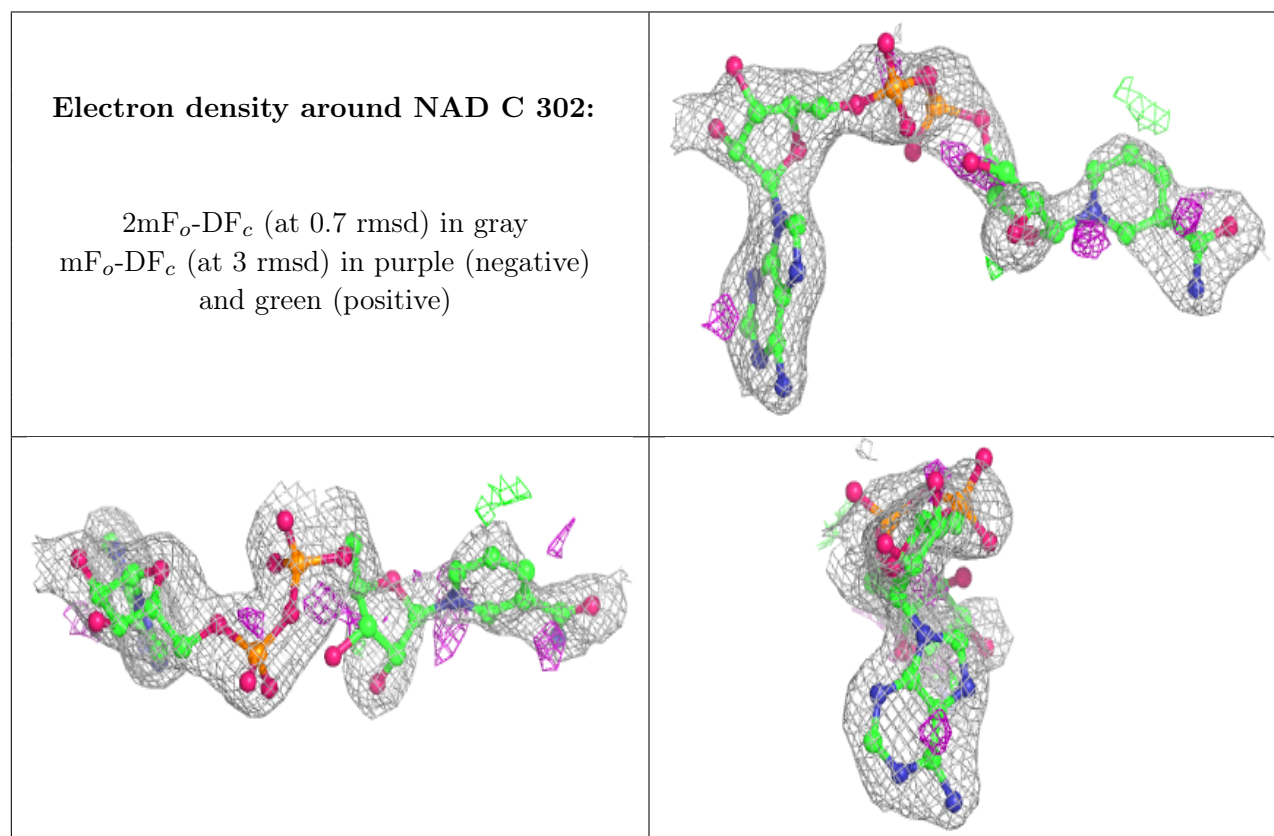 Electron density around NAD C 302:
2mFo-DFc (at 0.7 rmsd) in gray
mFo-DFc (at 3 rmsd) in purple (negative)
and green (positive)